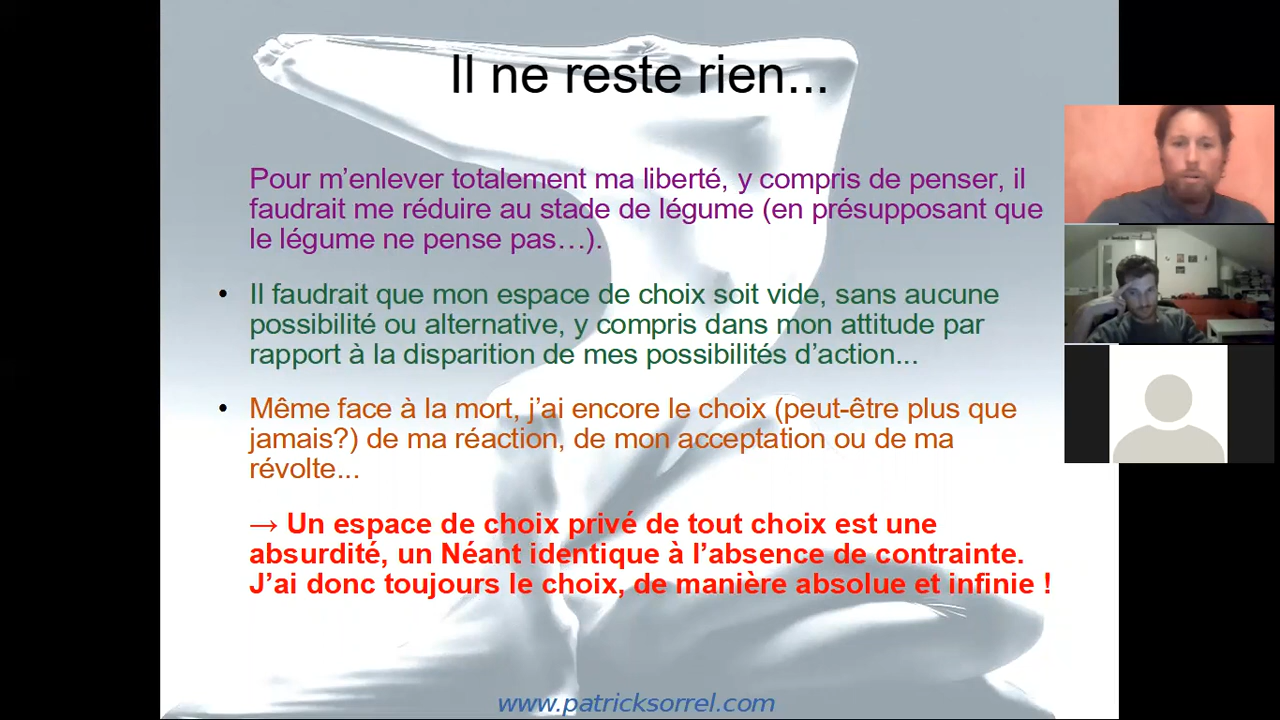 Il ne reste rien...
Pour m’enlever totalement ma liberté, y compris de penser, il
faudrait me réduire au stade de légume (en présupposant que
le légume ne pense pas…).
• Il faudrait que mon espace de choix soit vide, sans aucune
possibilité ou alternative, y compris dans mon attitude par
rapport à la disparition de mes possibilités d’action...
• Même face à la mort, j’ai encore le choix (peut-être plus que
jamais?) de ma réaction, de mon acceptation ou de ma
révolte...
→ Un espace de choix privé de tout choix est une
absurdité, un Néant identique à l’absence de contrainte.
J’ai donc toujours le choix, de manière absolue et infinie !
www.patricksorrel.com